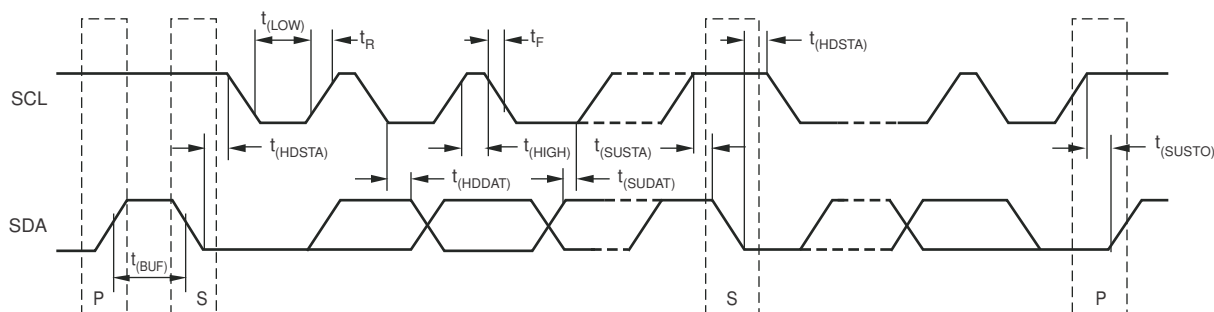 t(LOW)
tR
tF
t(HDSTA)
SCL
t(HDSTA)
t(HIGH)
t(SUSTA)
t(SUSTO)
t(HDDAT)
t(SUDAT)
SDA
t(BUF)
P
S
S
P